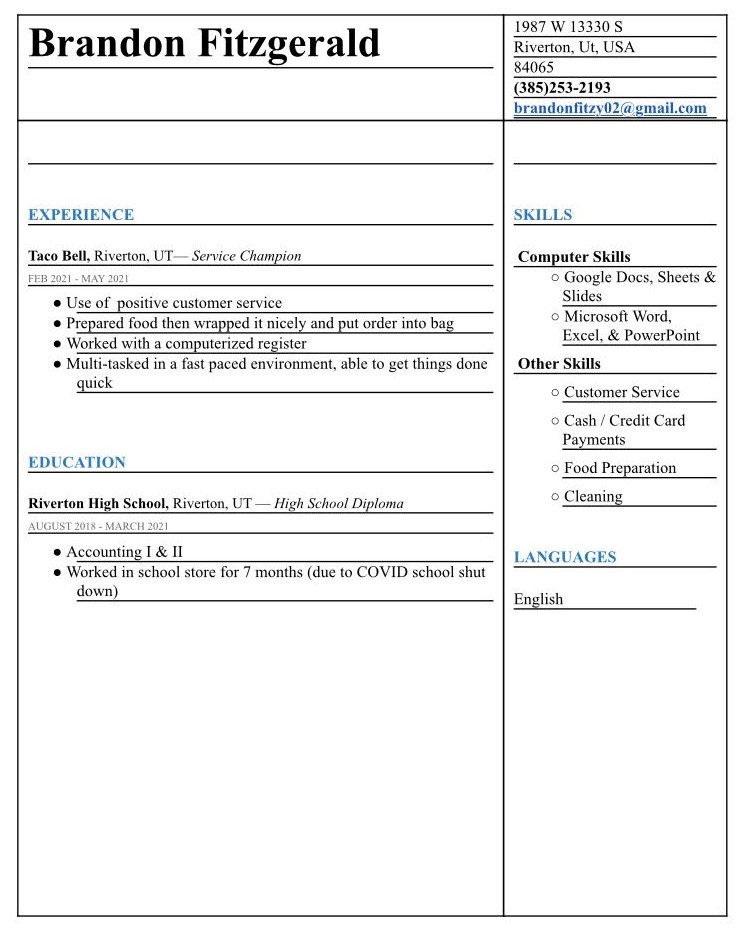 Brandon Fitzgerald
1987 W 13330 S
Riverton, Ut, USA
84065
(385)253-2193
brandonfitzy02@gmail.com
EXPERIENCE
Taco Bell, Riverton, UT— Service Champion
FEB 2021 - MAY 2021
● Use of  positive customer service
● Prepared food then wrapped it nicely and put order into bag
● Worked with a computerized register
● Multi-tasked in a fast paced environment, able to get things done
quick
EDUCATION
Riverton High School, Riverton, UT — High School Diploma
AUGUST 2018 - MARCH 2021
● Accounting I & II
● Worked in school store for 7 months (due to COVID school shut
down)
SKILLS
Computer Skills
○ Google Docs, Sheets &
Slides
○ Microsoft Word,
Excel, & PowerPoint
Other Skills
○ Customer Service
○ Cash / Credit Card
Payments
○ Food Preparation
○ Cleaning
LANGUAGES
English